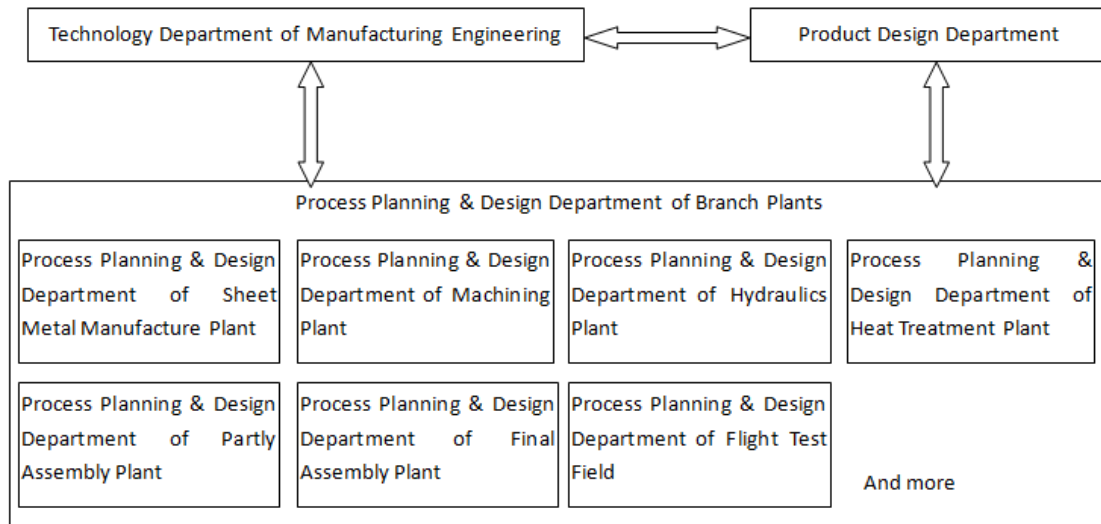 Technology Department of Manufacturing Engineering
Product Design Department
Process Planning & Design Department of Branch Plants
Process Planning & Design
Department of Sheet
Metal Manufacture Plant
Process Planning & Design
Department of Machining
Plant
Process Planning & Design
Department of Hydraulics
Plant
Process Planning &
Design Department of
Heat Treatment Plant
Process Planning & Design
Department of Partly
Assembly Plant
Process Planning & Design
Department of Final
Assembly Plant
Process Planning & Design
Department of Flight Test
Field
And more